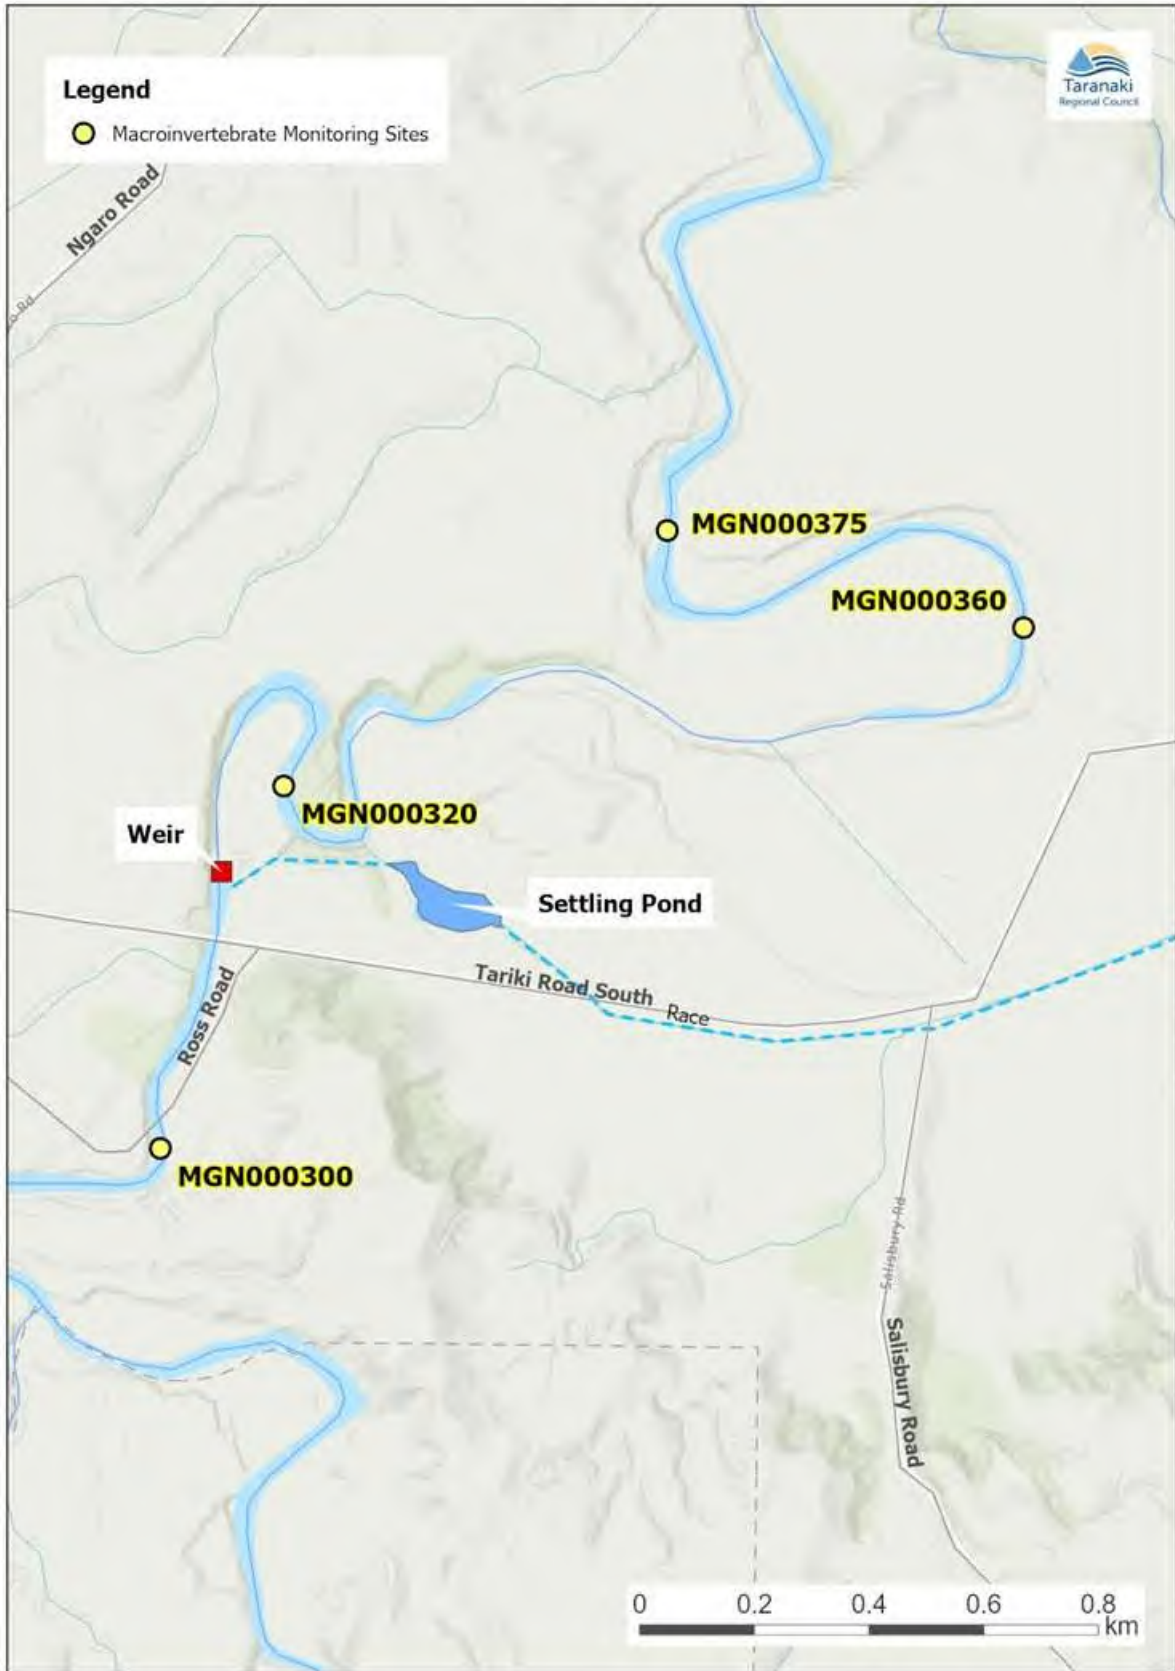 Legend
Macroinvertebrate Monitoring Sites
Taranaki
Regional Council
Ngaro Road
o-Rd
MGN000375
MGN000360
MGN000320
Weir
Settling Pond
Tariki Road South
Race
Ross Road
MGN000300
Salisbury-Rd
Salisbury Road
0 0.2 0.4 0.6 0.8
km